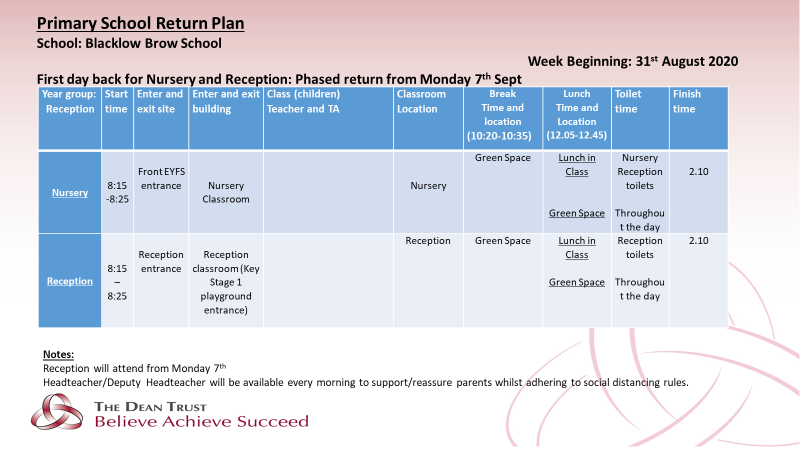 Primary School Return Plan
School: Blacklow Brow School
Week Beginning: 31st August 2020
First day back for Nursery and Reception: Phased return from Monday 7th Sept
Year group:
Reception
Start
time
Enter and
exit site
Enter and exit
building
Class (children)
Teacher and TA
Classroom
Location
Break
Time and
location
(10:20-10:35)
Lunch
Time and
Location
(12.05-12.45)
Toilet
time
Finish
time
Nursery
8:15
-8:25
Front EYFS
entrance
Nursery
Classroom
Nursery
Green Space
Lunch in
Class
Green Space
Nursery
Reception
toilets
Throughou
t the day
2.10
Reception
8:15
–
8:25
Reception
entrance
Reception
classroom (Key
Stage 1
playground
entrance)
Reception
Green Space
Lunch in
Class
Green Space
Reception
toilets
Throughou
t the day
2.10
Notes:
Reception will attend from Monday 7th
Headteacher/Deputy Headteacher will be available every morning to support/reassure parents whilst adhering to social distancing rules.
THE DEAN TRUST
Believe Achieve Succeed